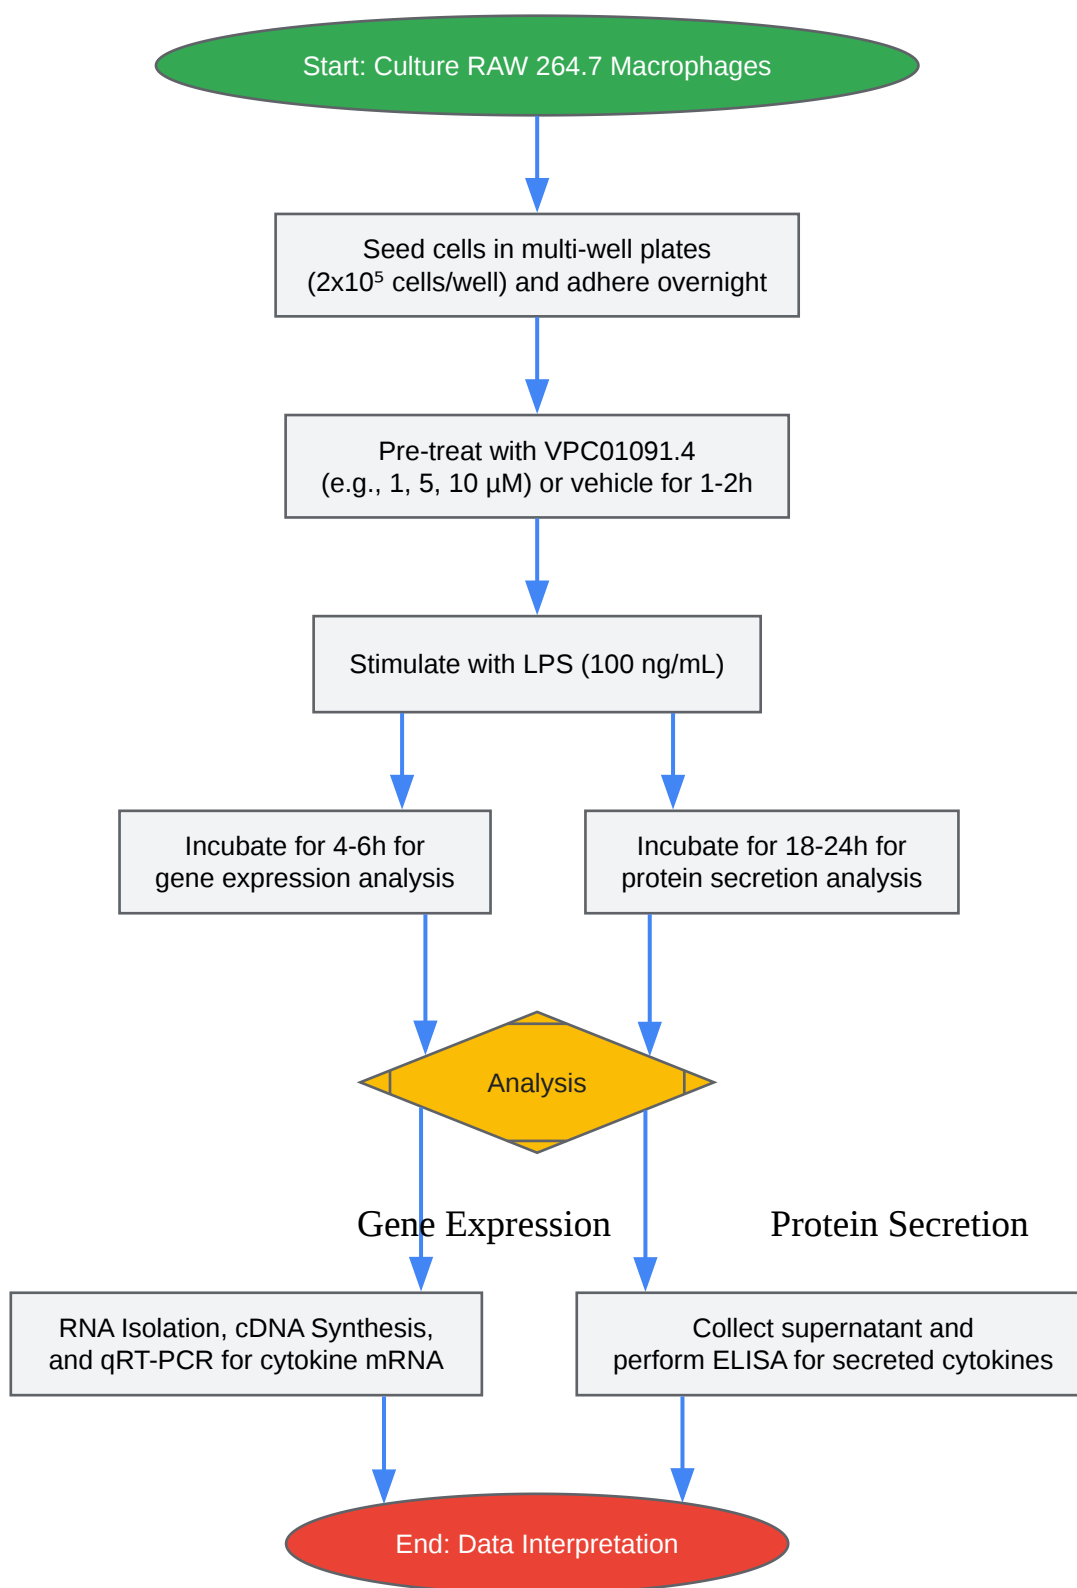 Start: Culture RAW 264.7 Macrophages
Seed cells in multi-well plates
(2x10⁵ cells/well) and adhere overnight
Pre-treat with VPC01091.4
(e.g., 1, 5, 10 µM) or vehicle for 1-2h
Stimulate with LPS (100 ng/mL)
Incubate for 4-6h for
gene expression analysis
Incubate for 18-24h for
protein secretion analysis
Analysis
Gene Expression
Protein Secretion
RNA Isolation, cDNA Synthesis,
and qRT-PCR for cytokine mRNA
Collect supernatant and
perform ELISA for secreted cytokines
End: Data Interpretation